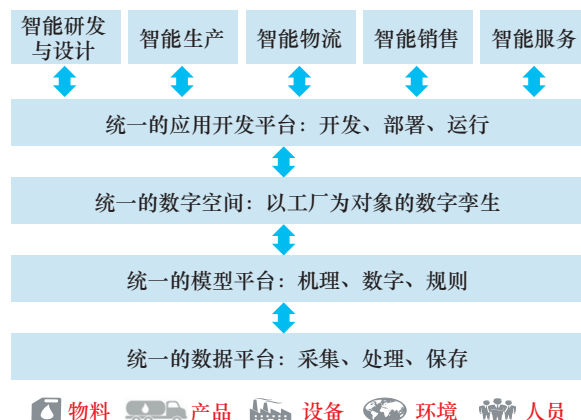 智能研发
与设计
智能生产
智能物流
智能销售
智能服务
统一的应用开发平台：开发、部署、运行
统一的数字空间：以工厂为对象的数字孪生
统一的模型平台：机理、数字、规则
统一的数据平台：采集、处理、保存
物料 产品 设备 环境 人员